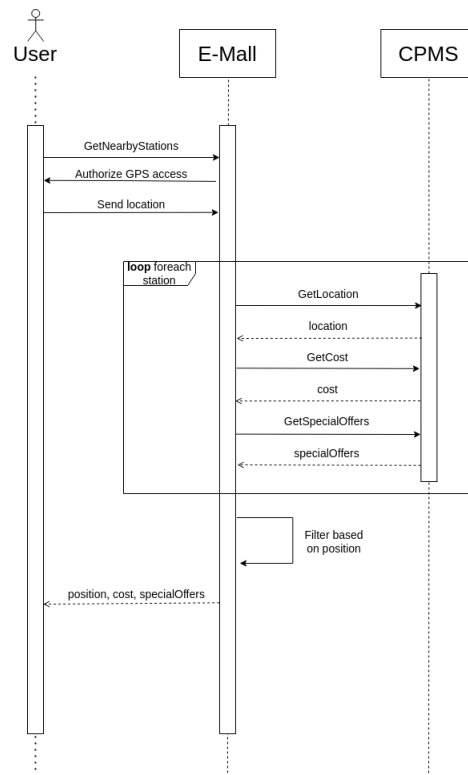 User
E-Mall
CPMS
GetNearbyStations
Authorize GPS access
Send location
loop foreach
station
GetLocation
location
GetCost
cost
GetSpecialOffers
specialOffers
Filter based
on position
position, cost, specialOffers